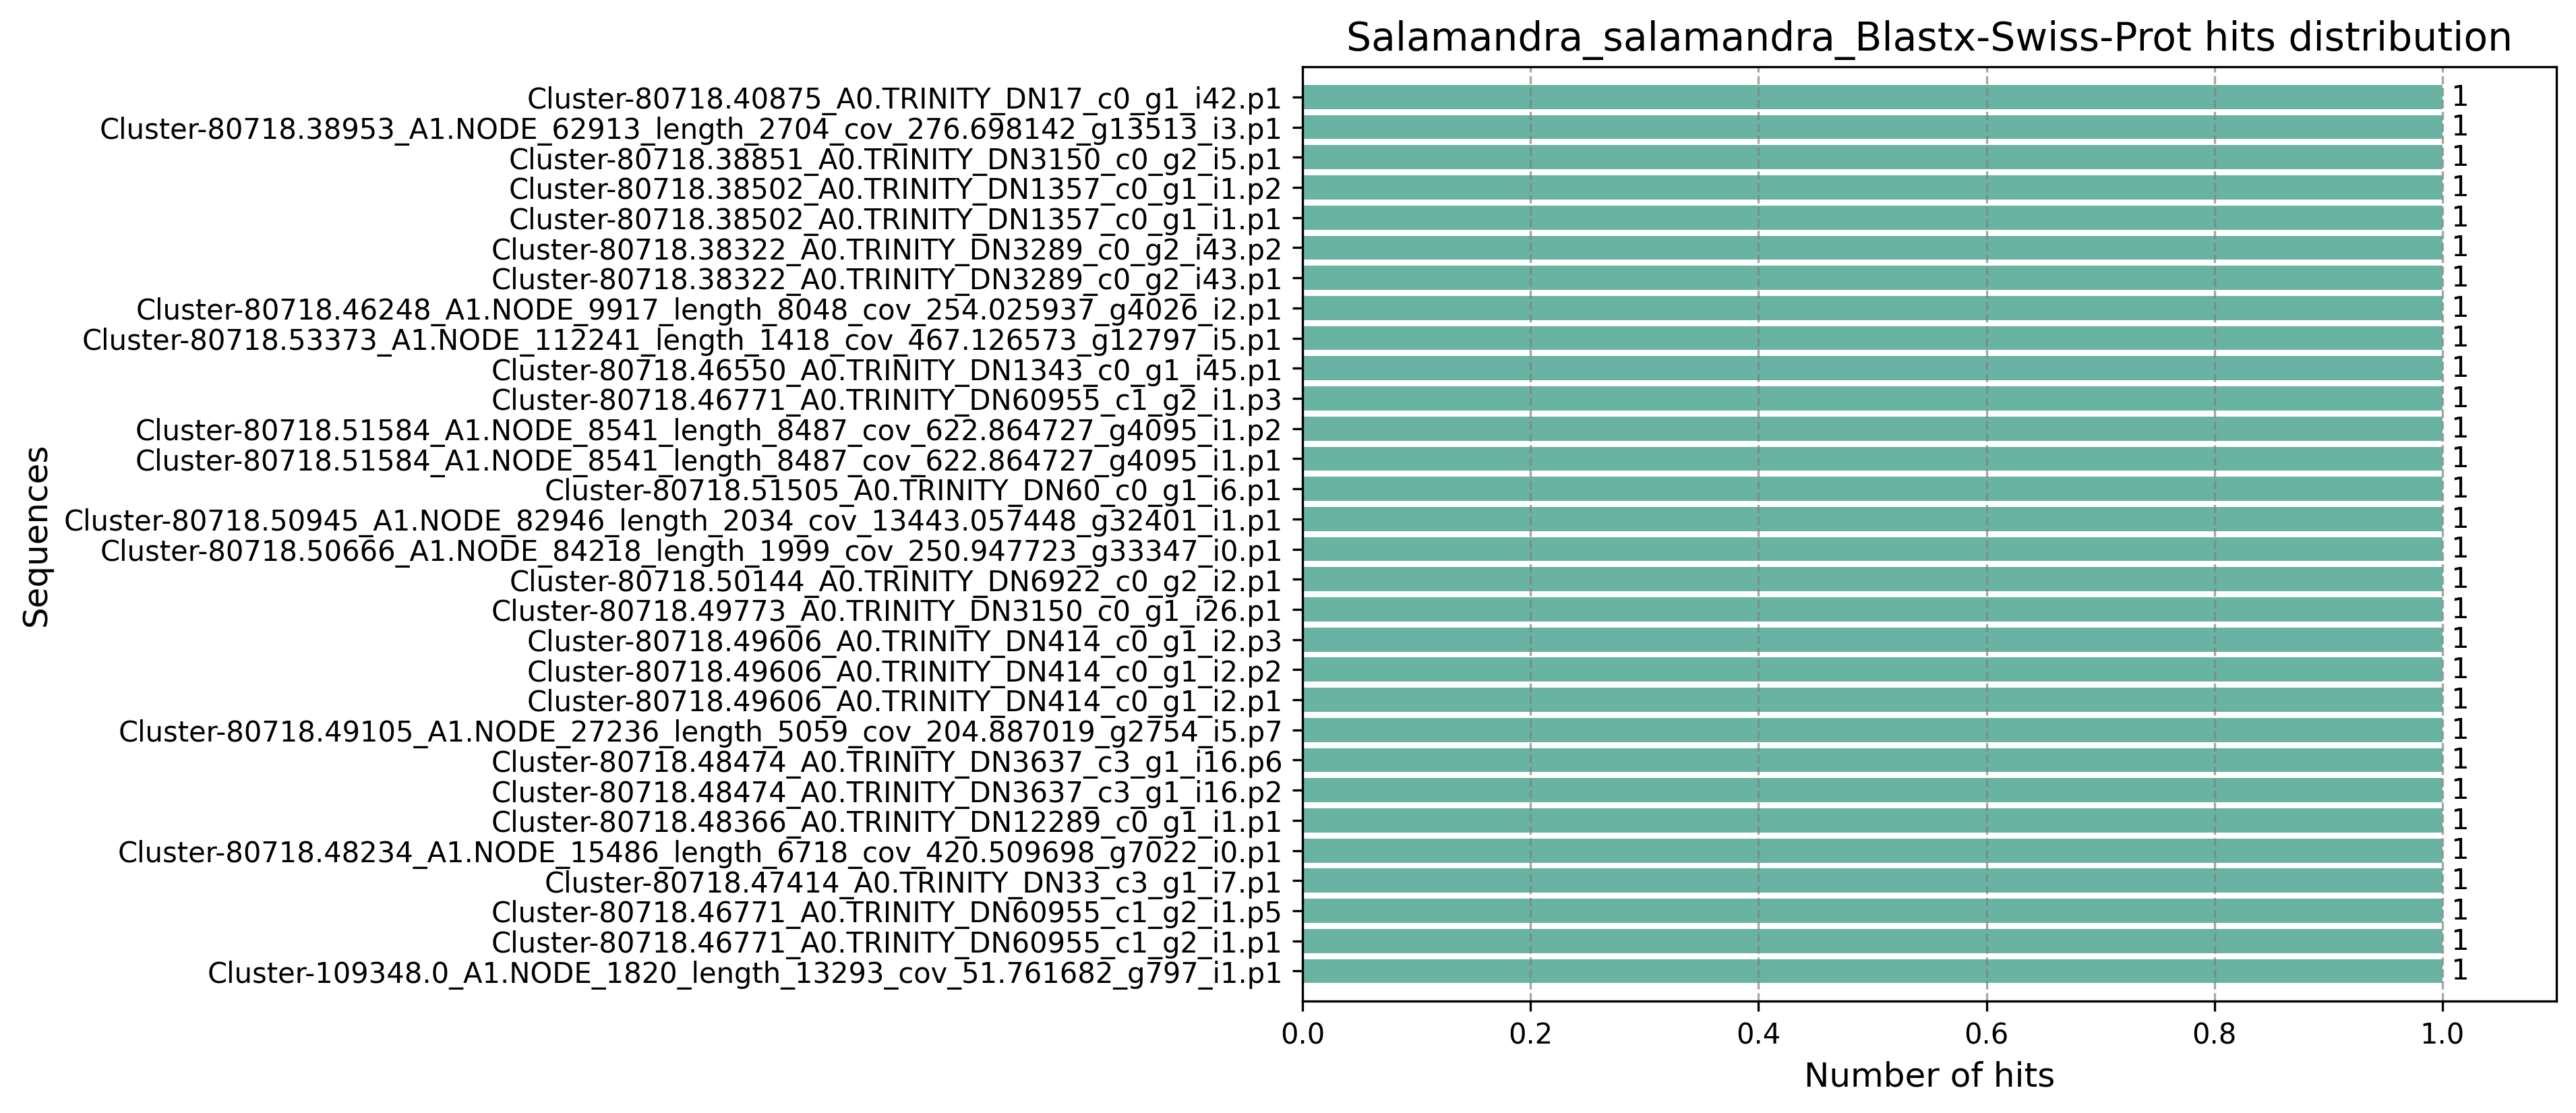 Salamandra_salamandra_Blastx-Swiss-Prot hits distribution
Sequences
Cluster-80718.40875_A0.TRINITY_DN17_c0_g1_i42.p1 1
Cluster-80718.38953_A1.NODE_62913_length_2704_cov_276.698142_g13513_i3.p1 1
Cluster-80718.38851_A0.TRINITY_DN3150_c0_g2_i5.p1 1
Cluster-80718.38502_A0.TRINITY_DN1357_c0_g1_i1.p2 1
Cluster-80718.38502_A0.TRINITY_DN1357_c0_g1_i1.p1 1
Cluster-80718.38322_A0.TRINITY_DN3289_c0_g2_i43.p2 1
Cluster-80718.38322_A0.TRINITY_DN3289_c0_g2_i43.p1 1
Cluster-80718.46248_A1.NODE_9917_length_8048_cov_254.025937_g4026_i2.p1 1
Cluster-80718.53373_A1.NODE_112241_length_1418_cov_467.126573_g12797_i5.p1 1
Cluster-80718.46550_A0.TRINITY_DN1343_c0_g1_i45.p1 1
Cluster-80718.46771_A0.TRINITY_DN60955_c1_g2_i1.p3 1
Cluster-80718.51584_A1.NODE_8541_length_8487_cov_622.864727_g4095_i1.p2 1
Cluster-80718.51584_A1.NODE_8541_length_8487_cov_622.864727_g4095_i1.p1 1
Cluster-80718.51505_A0.TRINITY_DN60_c0_g1_i6.p1 1
Cluster-80718.50945_A1.NODE_82946_length_2034_cov_13443.057448_g32401_i1.p1 1
Cluster-80718.50666_A1.NODE_84218_length_1999_cov_250.947723_g33347_i0.p1 1
Cluster-80718.50144_A0.TRINITY_DN6922_c0_g2_i2.p1 1
Cluster-80718.49773_A0.TRINITY_DN3150_c0_g1_i26.p1 1
Cluster-80718.49606_A0.TRINITY_DN414_c0_g1_i2.p3 1
Cluster-80718.49606_A0.TRINITY_DN414_c0_g1_i2.p2 1
Cluster-80718.49606_A0.TRINITY_DN414_c0_g1_i2.p1 1
Cluster-80718.49105_A1.NODE_27236_length_5059_cov_204.887019_g2754_i5.p7 1
Cluster-80718.48474_A0.TRINITY_DN3637_c3_g1_i16.p6 1
Cluster-80718.48474_A0.TRINITY_DN3637_c3_g1_i16.p2 1
Cluster-80718.48366_A0.TRINITY_DN12289_c0_g1_i1.p1 1
Cluster-80718.48234_A1.NODE_15486_length_6718_cov_420.509698_g7022_i0.p1 1
Cluster-80718.47414_A0.TRINITY_DN33_c3_g1_i7.p1 1
Cluster-80718.46771_A0.TRINITY_DN60955_c1_g2_i1.p5 1
Cluster-80718.46771_A0.TRINITY_DN60955_c1_g2_i1.p1 1
Cluster-109348.0_A1.NODE_1820_length_13293_cov_51.761682_g797_i1.p1 1
0.0 0.2 0.4 0.6 0.8 1.0
Number of hits